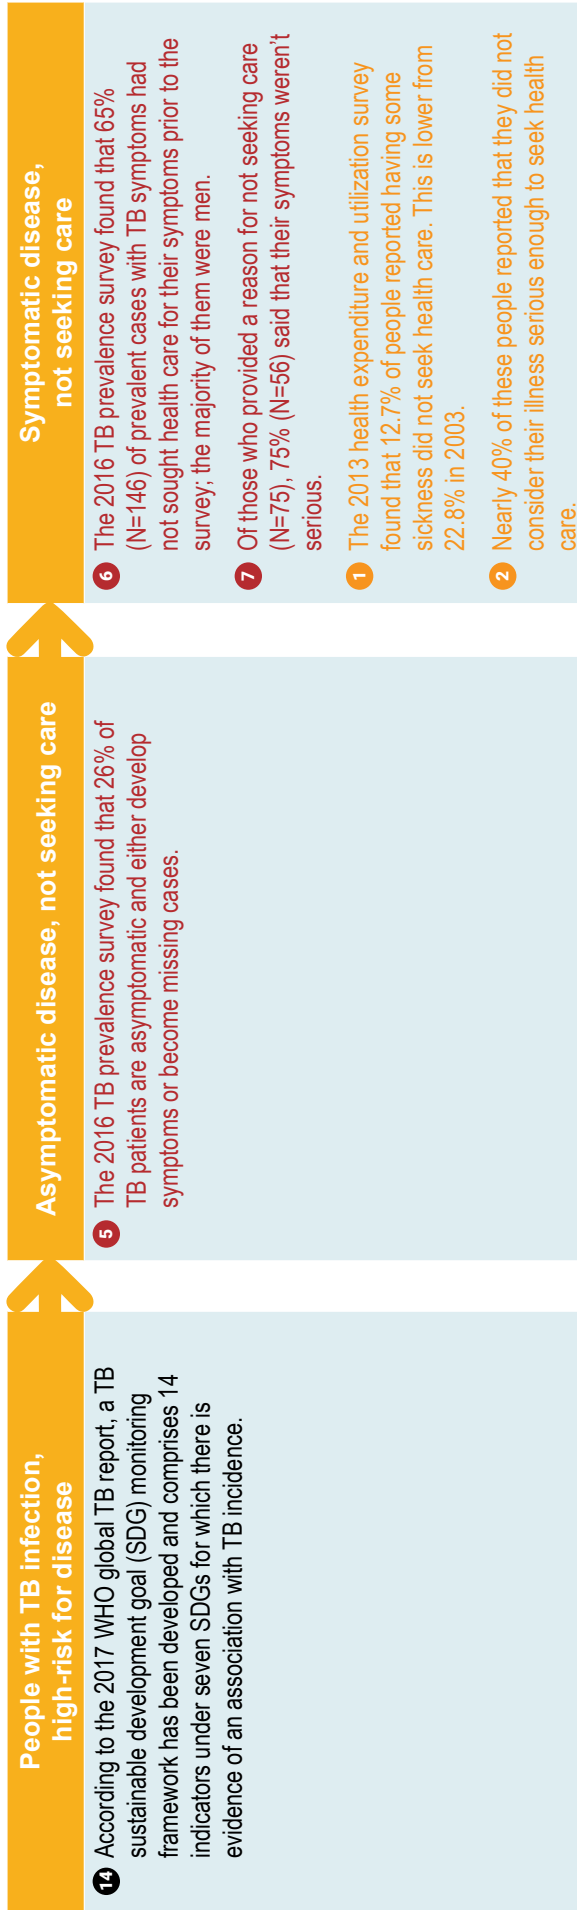 People with TB infection,
high-risk for disease
14 According to the 2017 WHO global TB report, a TB
sustainable development goal (SDG) monitoring
framework has been developed and comprises 14
indicators under seven SDGs for which there is
evidence of an association with TB incidence.
Asymptomatic disease, not seeking care
5 The 2016 TB prevalence survey found that 26% of
TB patients are asymptomatic and either develop
symptoms or become missing cases.
Symptomatic disease,
not seeking care
6 The 2016 TB prevalence survey found that 65%
(N=146) of prevalent cases with TB symptoms had
not sought health care for their symptoms prior to the
survey; the majority of them were men.
7 Of those who provided a reason for not seeking care
(N=75), 75% (N=56) said that their symptoms weren't
serious.
1 The 2013 health expenditure and utilization survey
found that 12.7% of people reported having some
sickness did not seek health care. This is lower from
22.8% in 2003.
2 Nearly 40% of these people reported that they did not
consider their illness serious enough to seek health
care.